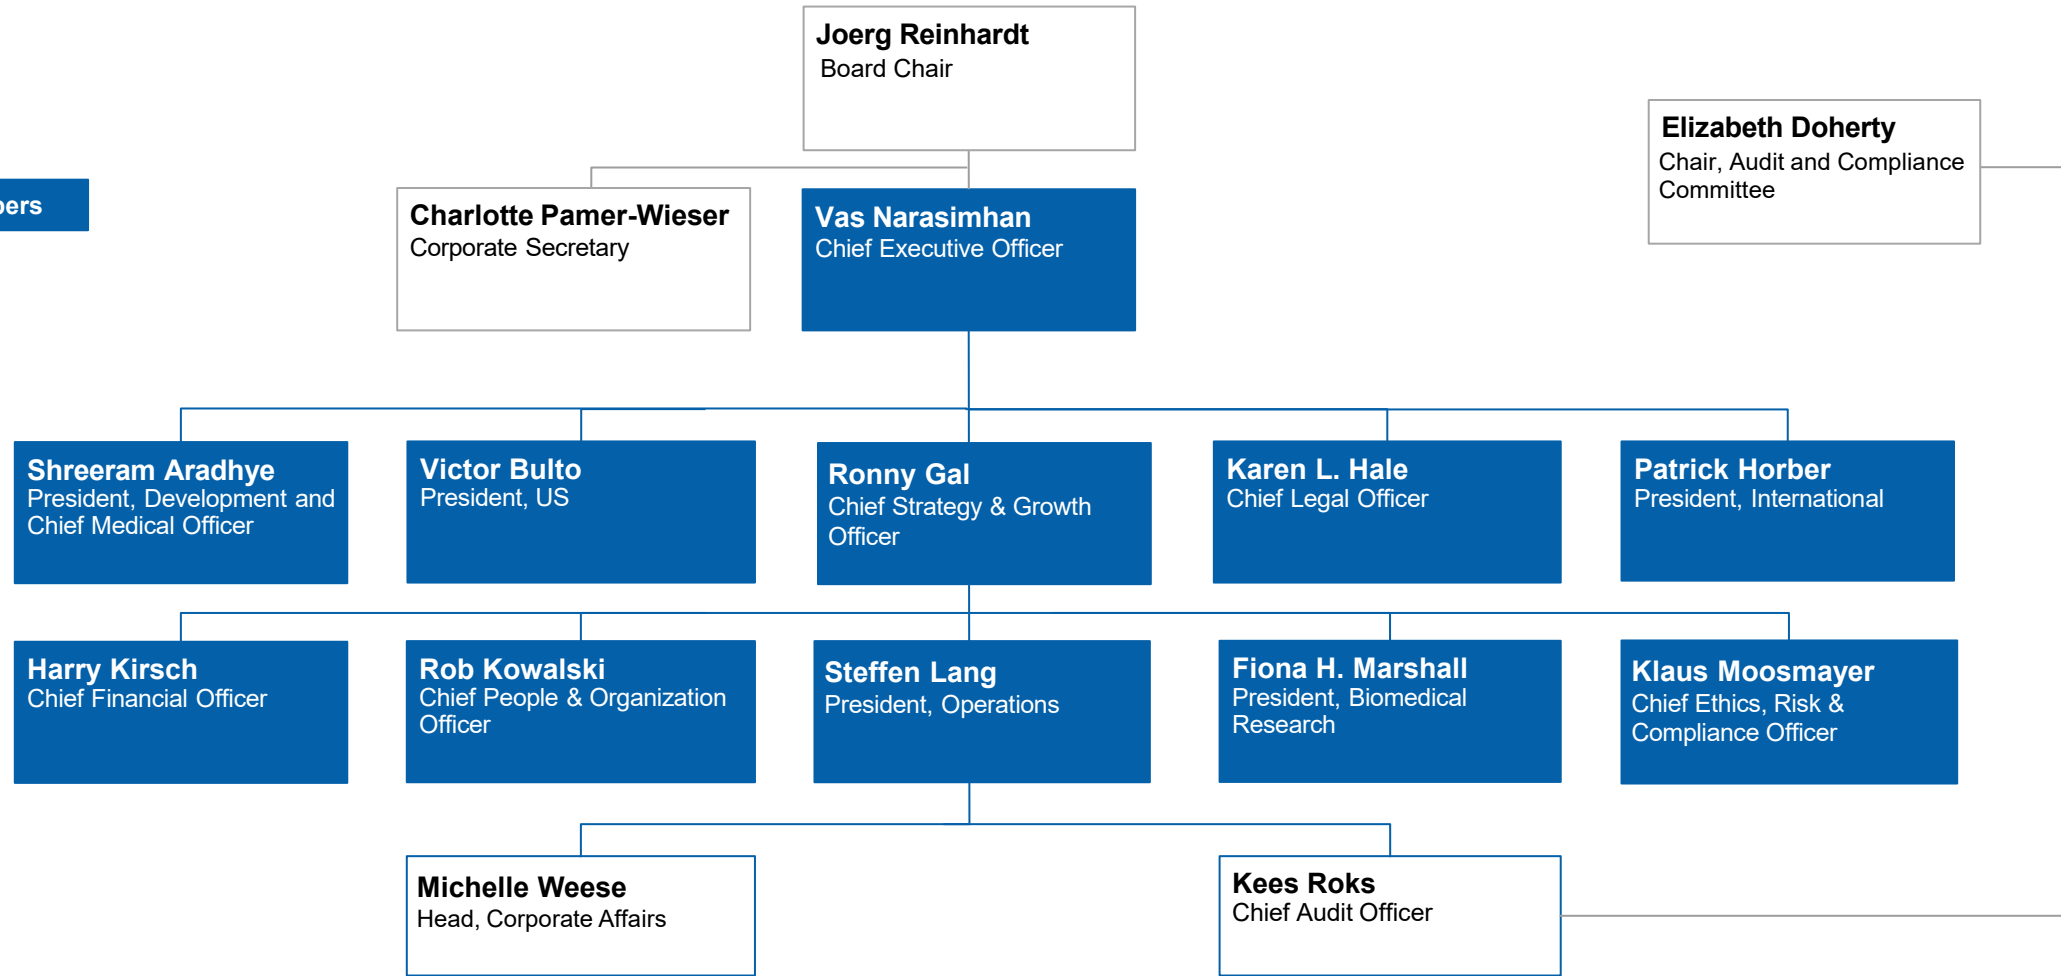 Joerg Reinhardt
Board Chair
Elizabeth Doherty
Chair, Audit and Compliance
Committee
Charlotte Pamer-Wieser
Corporate Secretary
Vas Narasimhan
Chief Executive Officer
Shreeram Aradhye
President, Development and
Chief Medical Officer
Victor Bulto
President, US
Ronny Gal
Chief Strategy & Growth
Officer
Karen L. Hale
Chief Legal Officer
Patrick Horber
President, International
Harry Kirsch
Chief Financial Officer
Rob Kowalski
Chief People & Organization
Officer
Steffen Lang
President, Operations
Fiona H. Marshall
President, Biomedical
Research
Klaus Moosmayer
Chief Ethics, Risk &
Compliance Officer
Michelle Weese
Head, Corporate Affairs
Kees Roks
Chief Audit Officer